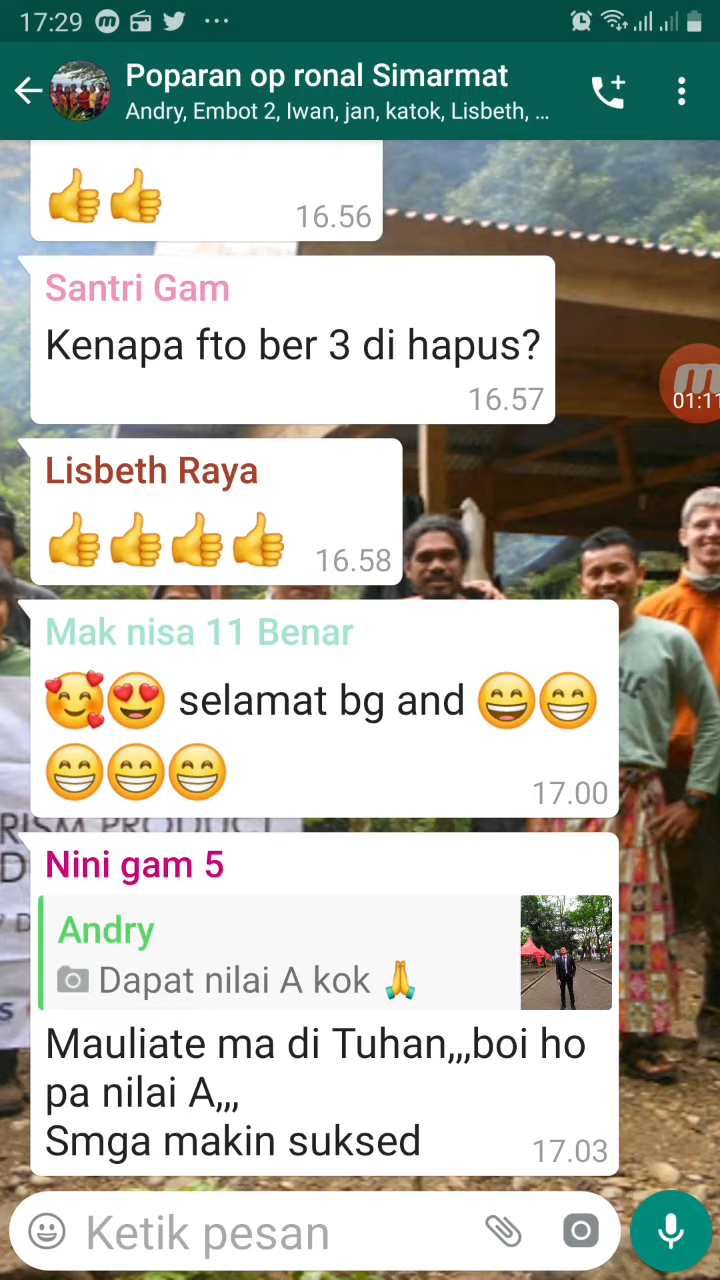 17:29
Poparan op ronal Simarmat
Andry, Embot 2, Iwan, jan, katok, Lisbeth, ...
👍👍
16.56
Santri Gam
Kenapa fto ber 3 di hapus?
16.57
01:11
Lisbeth Raya
👍👍👍👍
16.58
Mak nisa 11 Benar
🥰😍 selamat bg and 😄😁
😁😁😁
17.00
RISM PRODUCT
D
Nini gam 5
Andry
Dapat nilai A kok 🙏
Mauliate ma di Tuhan,,,boi ho
pa nilai A,,,
Smga makin suksed
17.03
Ketik pesan